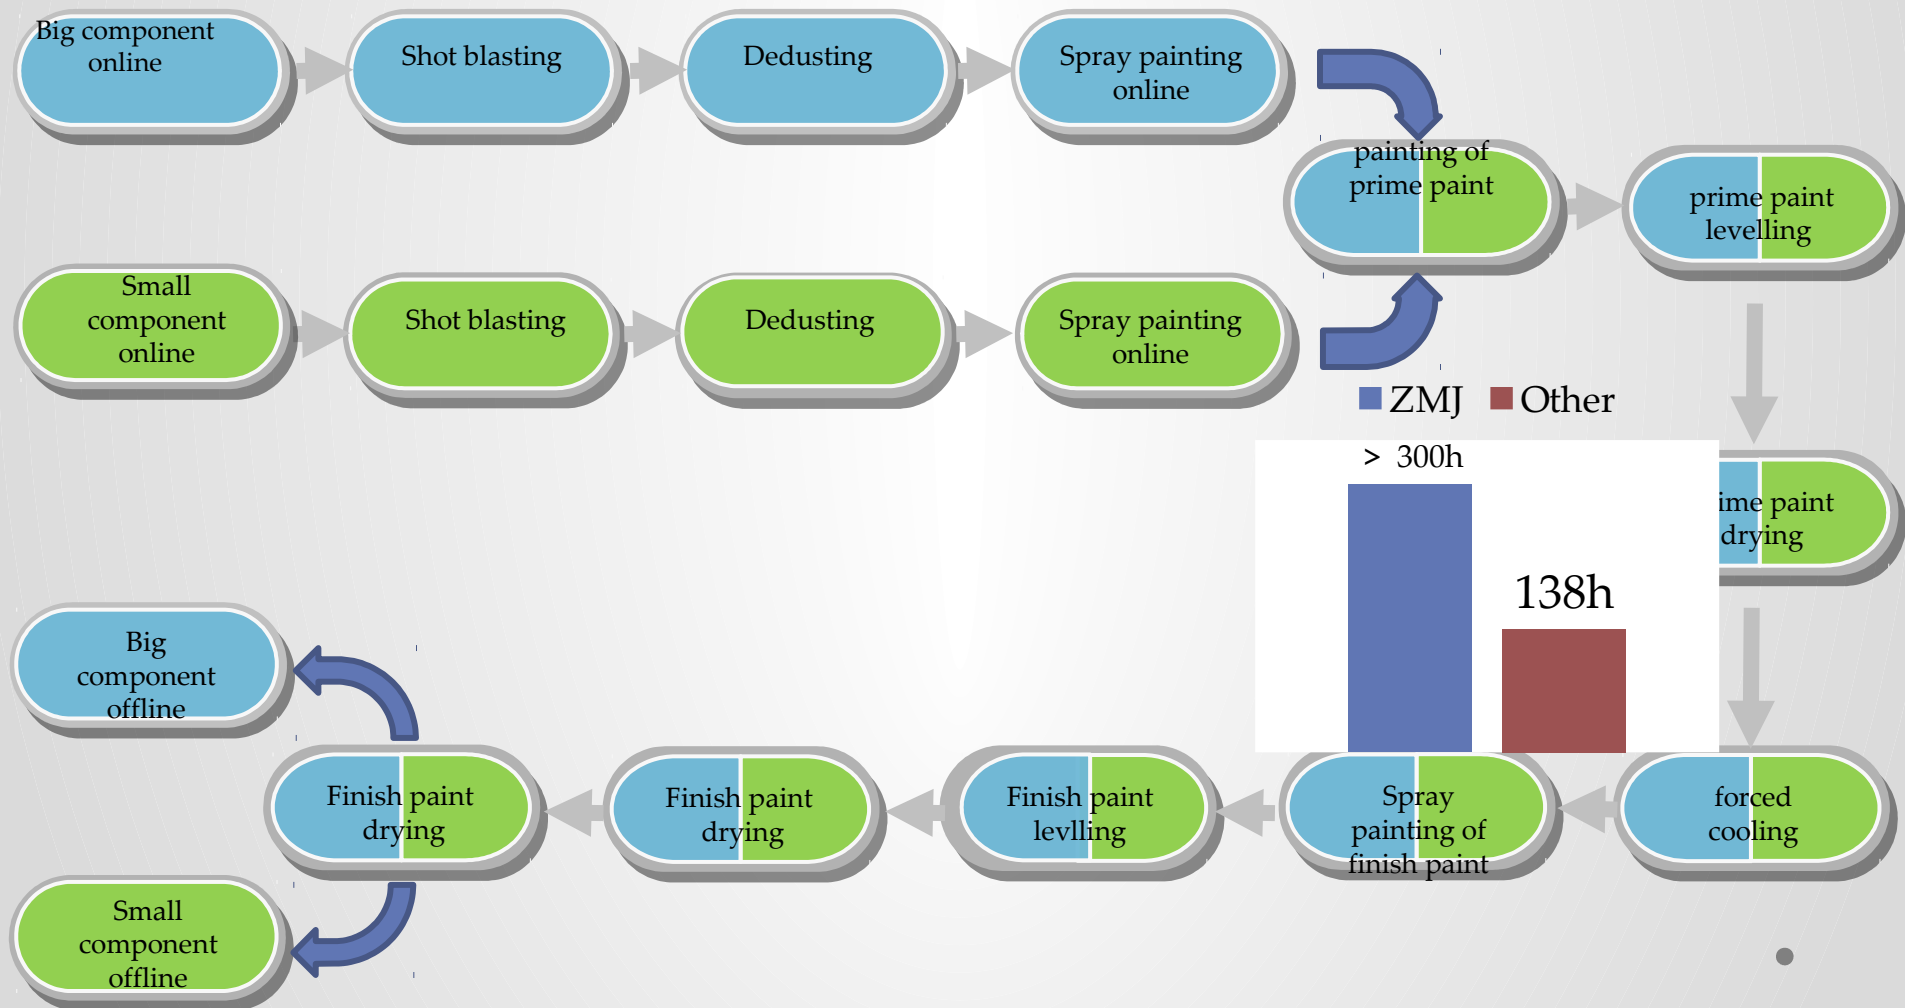 Big component
online
Shot blasting
Dedusting
Spray painting
online
painting of
prime paint
prime paint
levelling
Small
component
online
Shot blasting
Dedusting
Spray painting
online
ZMJ
Other
> 300h
138h
ime paint
drying
forced
cooling
Spray
painting of
finish paint
Finish paint
levlling
Finish paint
drying
Finish paint
drying
Big
component
offline
Small
component
offline